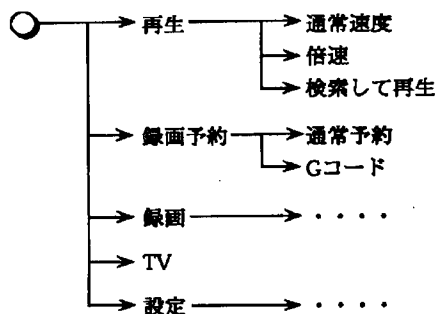 再生
通常速度
倍速
検索して再生
録画予約
通常予約
Gコード
録画
・・・・
TV
設定
・・・・